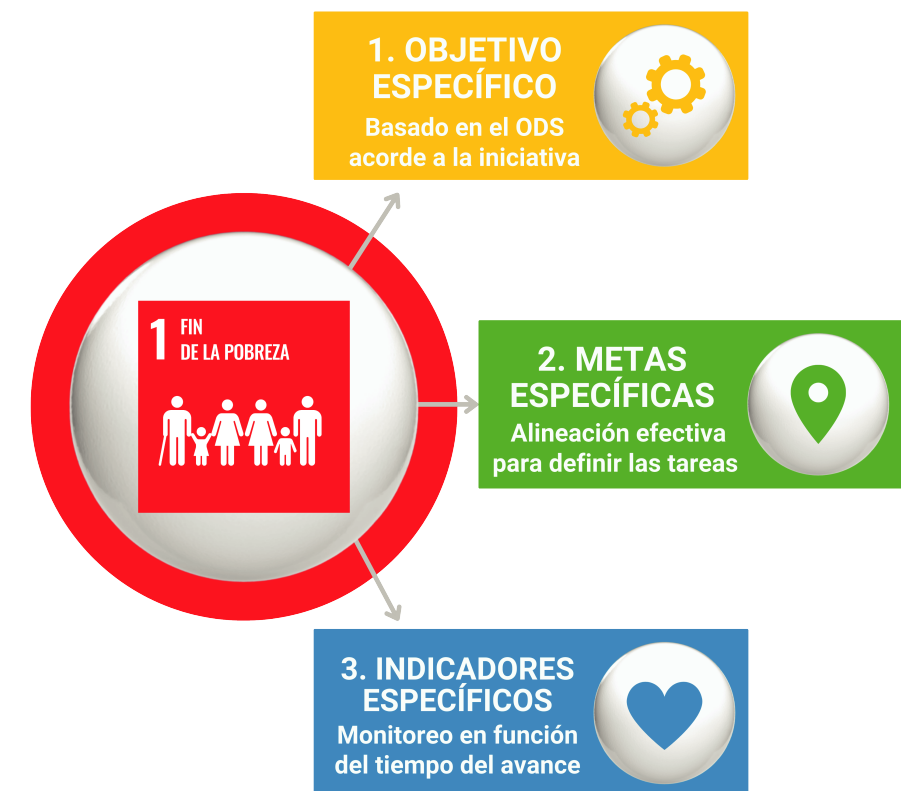 1. OBJETIVO
ESPECÍFICO
Basado en el ODS
acorde a la iniciativa
1 FIN
DE LA POBREZA
2. METAS
ESPECÍFICAS
Alineación efectiva
para definir las tareas
3. INDICADORES
ESPECÍFICOS
Monitoreo en función
del tiempo del avance